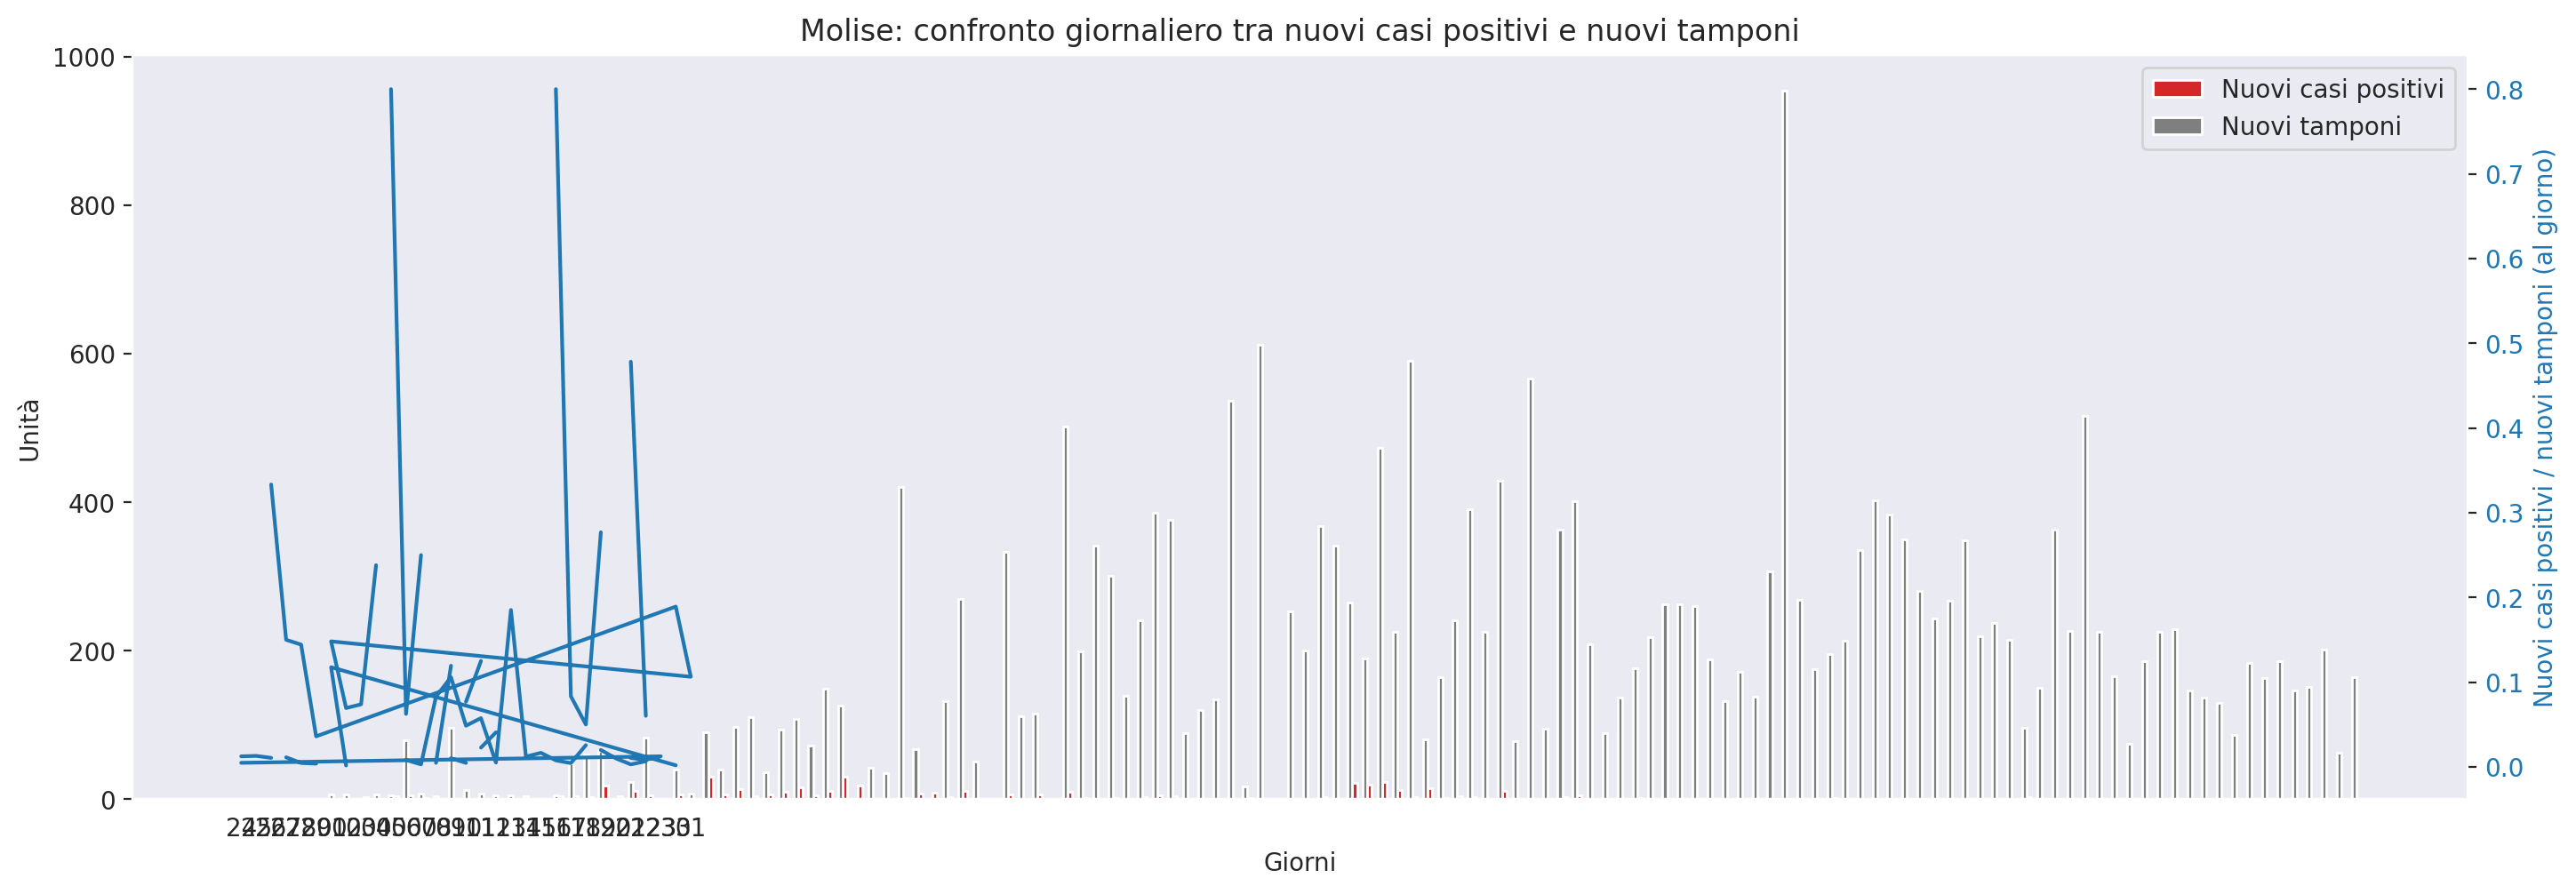 Molise: confronto giornaliero tra nuovi casi positivi e nuovi tamponi
1000
800
600
400
200
0
Unità
Nuovi casi positivi
Nuovi tamponi
0.8
0.7
0.6
0.5
0.4
0.3
0.2
0.1
0.0
Nuovi casi positivi / nuovi tamponi (al giorno)
Giorni